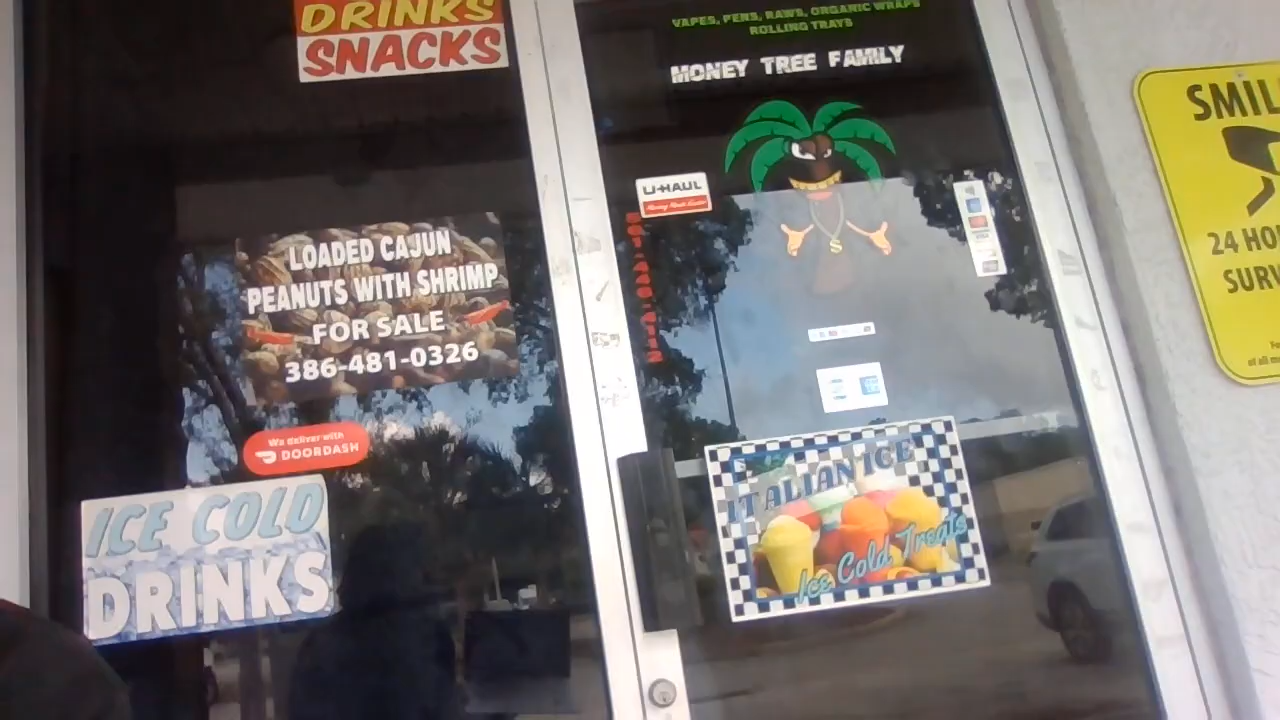 DRINKS
SNACKS
VAPES, PENS, RAWS, ORGANIC WRAPS
ROLLING TRAYS
MONEY TREE FAMILY
U-HAUL
$
LOADED CAJUN
PEANUTS WITH SHRIMP
FOR SALE
386-481-0326
We deliver with
DOORDASH
ICE COLD
DRINKS
ITALIAN ICE
Ice Cold Treats
SMIL
24 HO
SURV